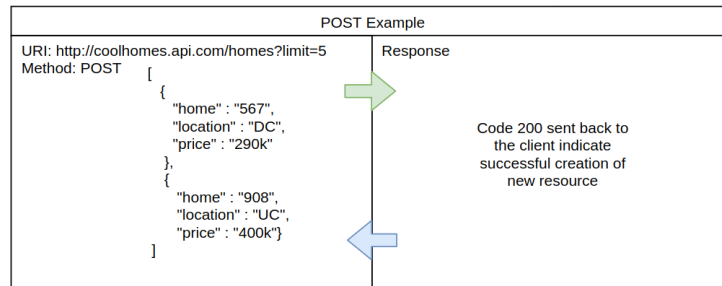 POST Example
URI: http://coolhomes.api.com/homes?limit=5
Method: POST
[
{
"home" : "567",
"location" : "DC",
"price" : "290k"
},
{
"home" : "908",
"location" : "UC",
"price" : "400k"}
]
Response
Code 200 sent back to
the client indicate
successful creation of
new resource